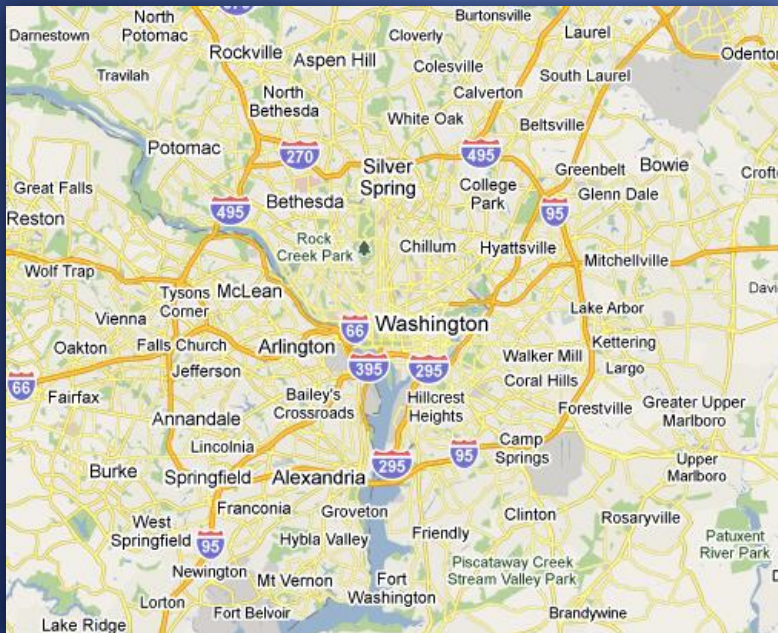 North
Potomac
Darnestown
Rockville
Travilah
Aspen Hill
Cloverly
Burtonsville
Laurel
Colesville
Odenton
South Laurel
North
Bethesda
Calverton
White Oak
Beltsville
Potomac
270
Silver
Spring
495
Greenbelt
Bowie
Great Falls
College
Park
Glenn Dale
Crofto
Reston
495
Bethesda
95
Rock
Creek Park
Chillum
Hyattsville
Mitchellville
Wolf Trap
Tysons
Corner
McLean
David
Vienna
66
Washington
Lake Arbor
Oakton
Falls Church
Arlington
Kettering
Jefferson
395
295
Walker Mill
Largo
66
Coral Hills
Fairfax
Bailey's
Crossroads
Hillcrest
Heights
Forestville
Greater Upper
Marlboro
Annandale
Lincolnia
Camp
Springs
95
Burke
Springfield
Alexandria
295
Upper
Marlboro
Franconia
Groveton
Clinton
Rosaryville
West
Springfield
95
Hybla Valley
Friendly
Patuxent
River Park
Newington
Mt Vernon
Fort
Washington
Piscataway Creek
Stream Valley Park
D
Lorton
Fort Belvoir
Brandywine
Lake Ridge